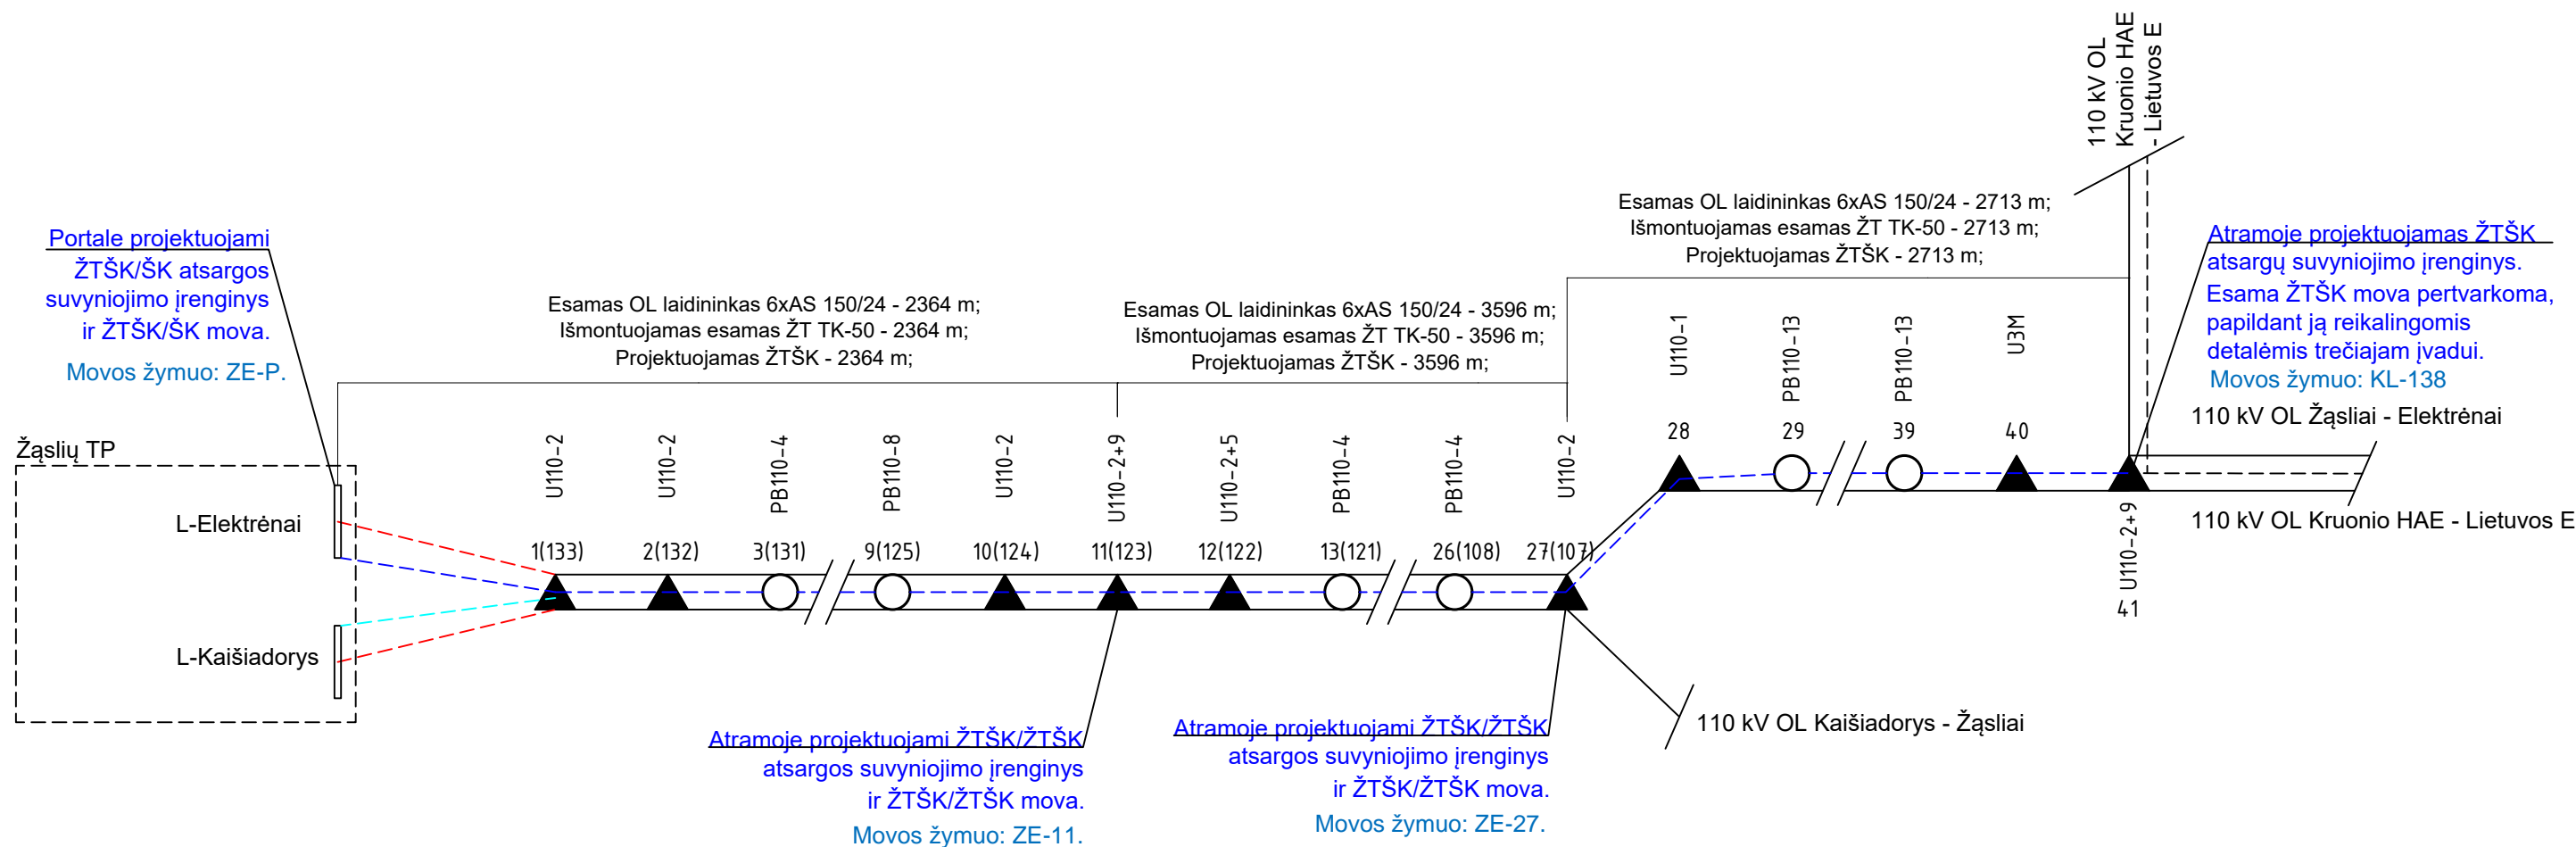 110 kV OL
Kruonio HAE
- Lietuvos E
Portale projektuojami
ŽTŠK/ŠK atsargos
suvyniojimo įrenginys
ir ŽTŠK/ŠK mova.
Movos žymuo: ZE-P.
Esamas OL laidininkas 6xAS 150/24 - 2364 m;
Išmontuojamas esamas ŽT TK-50 - 2364 m;
Projektuojamas ŽTŠK - 2364 m;
Esamas OL laidininkas 6xAS 150/24 - 3596 m;
Išmontuojamas esamas ŽT TK-50 - 3596 m;
Projektuojamas ŽTŠK - 3596 m;
Esamas OL laidininkas 6xAS 150/24 - 2713 m;
Išmontuojamas esamas ŽT TK-50 - 2713 m;
Projektuojamas ŽTŠK - 2713 m;
Atramoje projektuojamas ŽTŠK
atsargų suvyniojimo įrenginys.
Esama ŽTŠK mova pertvarkoma,
papildant ją reikalingomis
detalėmis trečiajam įvadui.
Movos žymuo: KL-138
110 kV OL Žąsliai - Elektrėnai
110 kV OL Kruonio HAE - Lietuvos E
Žąslių TP
L-Elektrėnai
L-Kaišiadorys
U110-2
U110-2
PB110-4
PB110-8
U110-2
U110-2+9
U110-2+5
PB110-4
PB110-4
U110-2
U110-1
PB110-13
PB110-13
U3M
1(133)
2(132)
3(131)
9(125)
10(124)
11(123)
12(122)
13(121)
26(108)
27(107)
28
29
39
40
41
U110-2+9
Atramoje projektuojami ŽTŠK/ŽTŠK
atsargos suvyniojimo įrenginys
ir ŽTŠK/ŽTŠK mova.
Movos žymuo: ZE-11.
Atramoje projektuojami ŽTŠK/ŽTŠK
atsargos suvyniojimo įrenginys
ir ŽTŠK/ŽTŠK mova.
Movos žymuo: ZE-27.
110 kV OL Kaišiadorys - Žąsliai